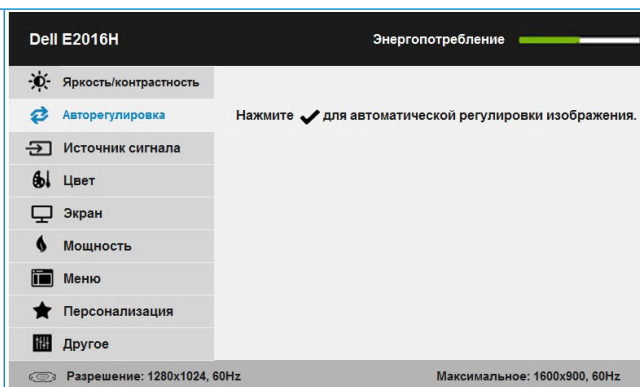 Dell E2016H Энергопотребление
Яркость/контрастность
Авторегулировка
Нажмите ✔ для автоматической регулировки изображения.
Источник сигнала
Цвет
Экран
Мощность
Меню
Персонализация
Другое
Разрешение: 1280x1024, 60Hz Максимальное: 1600x900, 60Hz